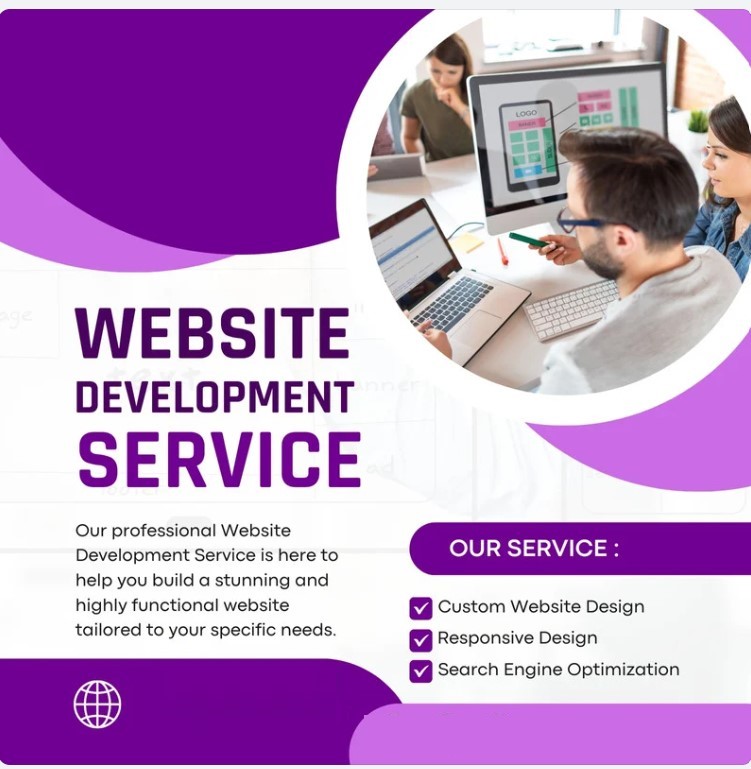 LOGO
WEBSITE
DEVELOPMENT
SERVICE
Our professional Website
Development Service is here to
help you build a stunning and
highly functional website
tailored to your specific needs.
OUR SERVICE :
Custom Website Design
Responsive Design
Search Engine Optimization